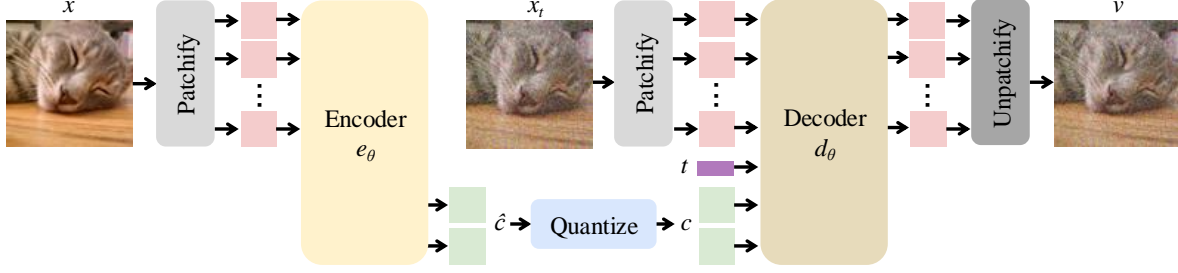 x
Patchify
Encoder
e_θ
ĉ
Quantize
c
x_t
Patchify
t
Decoder
d_θ
Unpatchify
v